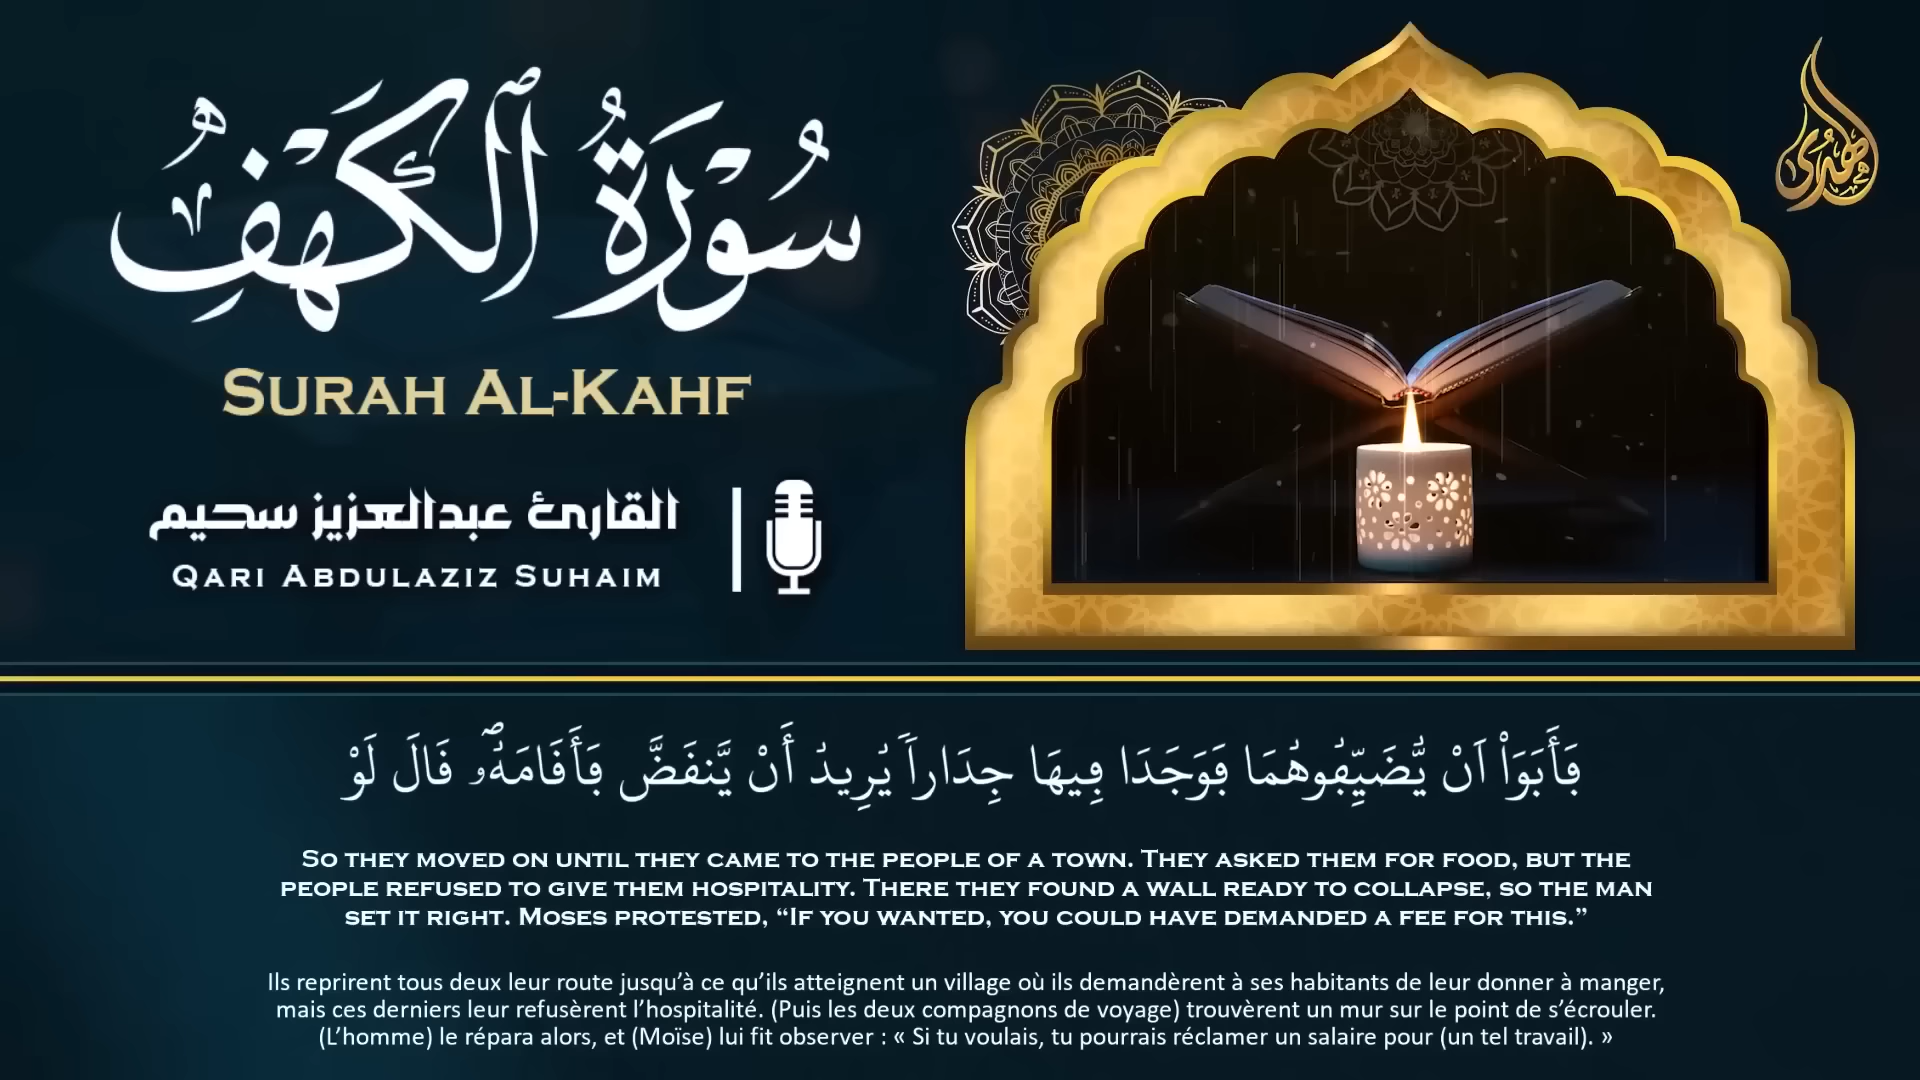 سُورَةُ ٱلْكَهْفِ
SURAH AL-KAHF
القارئ عبدالعزيز سحيم
QARI ABDULAZIZ SUHAIM
الهدى
فَأَبَوَاْ اَنْ يُّضَيِّفُوهُمَا فَوَجَدَا فِيهَا جِدَاراٗ يُرِيدُ أَنْ يَّنقَضَّ فَأَقَامَهُۥۖ قَالَ لَوْ
SO THEY MOVED ON UNTIL THEY CAME TO THE PEOPLE OF A TOWN. THEY ASKED THEM FOR FOOD, BUT THE
PEOPLE REFUSED TO GIVE THEM HOSPITALITY. THERE THEY FOUND A WALL READY TO COLLAPSE, SO THE MAN
SET IT RIGHT. MOSES PROTESTED, “IF YOU WANTED, YOU COULD HAVE DEMANDED A FEE FOR THIS.”
Ils reprirent tous deux leur route jusqu’à ce qu’ils atteignent un village où ils demandèrent à ses habitants de leur donner à manger,
mais ces derniers leur refusèrent l’hospitalité. (Puis les deux compagnons de voyage) trouvèrent un mur sur le point de s’écrouler.
(L’homme) le répara alors, et (Moïse) lui fit observer : « Si tu voulais, tu pourrais réclamer un salaire pour (un tel travail). »